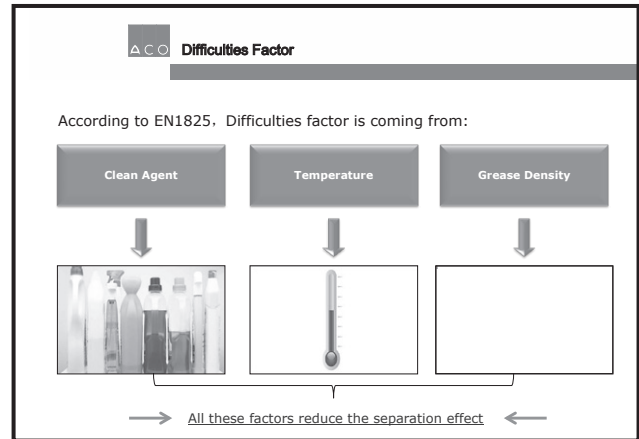 ACO
Difficulties Factor
According to EN1825, Difficulties factor is coming from:
Clean Agent
Temperature
Grease Density
All these factors reduce the separation effect